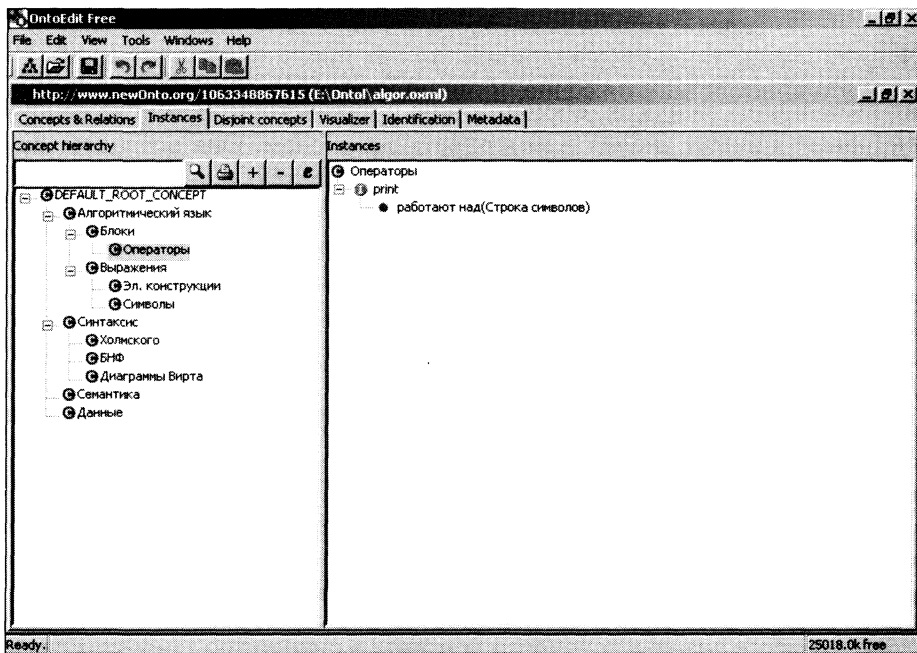 OntoEdit Free
File Edit View Tools Windows Help
http://www.newOnto.org/1063348867615 (E:\Ontol\algor.oxml)
Concepts & Relations Instances Disjoint concepts Visualizer Identification Metadata
Concept hierarchy
+ - e
C DEFAULT_ROOT_CONCEPT
C Алгоритмический язык
C Блоки
C Операторы
C Выражения
C Эл. конструкции
C Символы
C Синтаксис
C Холмского
C БНФ
C Диаграммы Вирта
C Семантика
C Данные
Instances
C Операторы
I print
работают над(Строка символов)
Ready.
25018.0k free